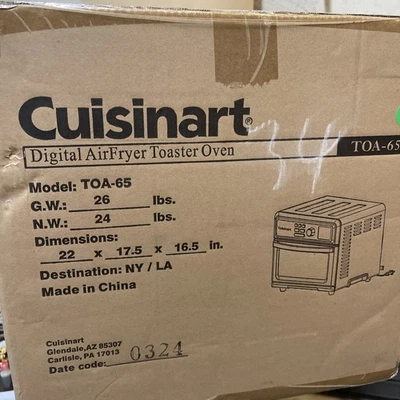 Cuisinart®
34
Digital AirFryer Toaster Oven TOA-65
Model: TOA-65
G.W.: 26 lbs.
N.W.: 24 lbs.
Dimensions:
22 x 17.5 x 16.5 in.
Destination: NY / LA
Made in China
Cuisinart
Cuisinart
Glendale,AZ 85307
Carlisle, PA 17013
Date code: 0324